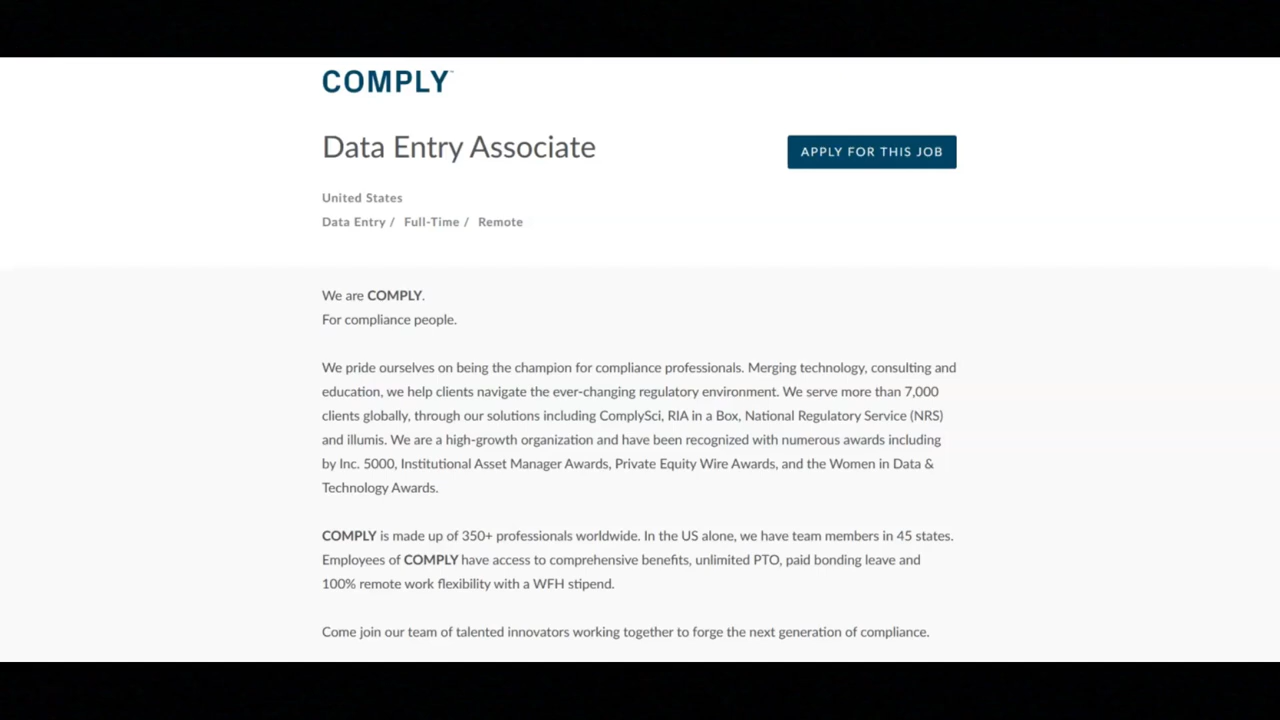 COMPLY™
Data Entry Associate
APPLY FOR THIS JOB
United States
Data Entry / Full-Time / Remote
We are COMPLY.
For compliance people.
We pride ourselves on being the champion for compliance professionals. Merging technology, consulting and
education, we help clients navigate the ever-changing regulatory environment. We serve more than 7,000
clients globally, through our solutions including ComplySci, RIA in a Box, National Regulatory Service (NRS)
and illumis. We are a high-growth organization and have been recognized with numerous awards including
by Inc. 5000, Institutional Asset Manager Awards, Private Equity Wire Awards, and the Women in Data &
Technology Awards.
COMPLY is made up of 350+ professionals worldwide. In the US alone, we have team members in 45 states.
Employees of COMPLY have access to comprehensive benefits, unlimited PTO, paid bonding leave and
100% remote work flexibility with a WFH stipend.
Come join our team of talented innovators working together to forge the next generation of compliance.